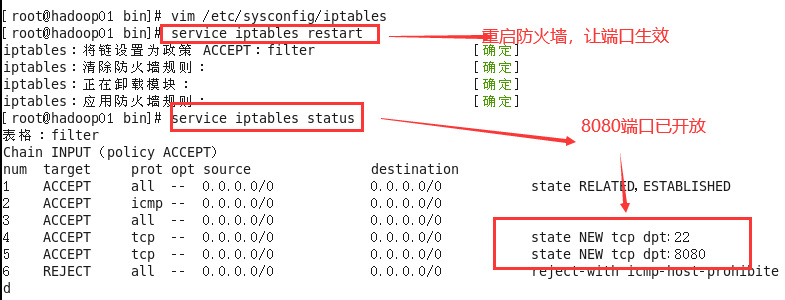 [root@hadoop01 bin]# vim /etc/sysconfig/iptables
[root@hadoop01 bin]# service iptables restart 重启防火墙，让端口生效
iptables：将链设置为政策 ACCEPT：filter [确定]
iptables：清除防火墙规则： [确定]
iptables：正在卸载模块： [确定]
iptables：应用防火墙规则： [确定]
[root@hadoop01 bin]# service iptables status 8080端口已开放
表格：filter
Chain INPUT (policy ACCEPT)
num target prot opt source destination
1 ACCEPT all -- 0.0.0.0/0 0.0.0.0/0 state RELATED,ESTABLISHED
2 ACCEPT icmp -- 0.0.0.0/0 0.0.0.0/0
3 ACCEPT all -- 0.0.0.0/0 0.0.0.0/0
4 ACCEPT tcp -- 0.0.0.0/0 0.0.0.0/0 state NEW tcp dpt:22
5 ACCEPT tcp -- 0.0.0.0/0 0.0.0.0/0 state NEW tcp dpt:8080
6 REJECT all -- 0.0.0.0/0 0.0.0.0/0 reject-with icmp-host-prohibite
d